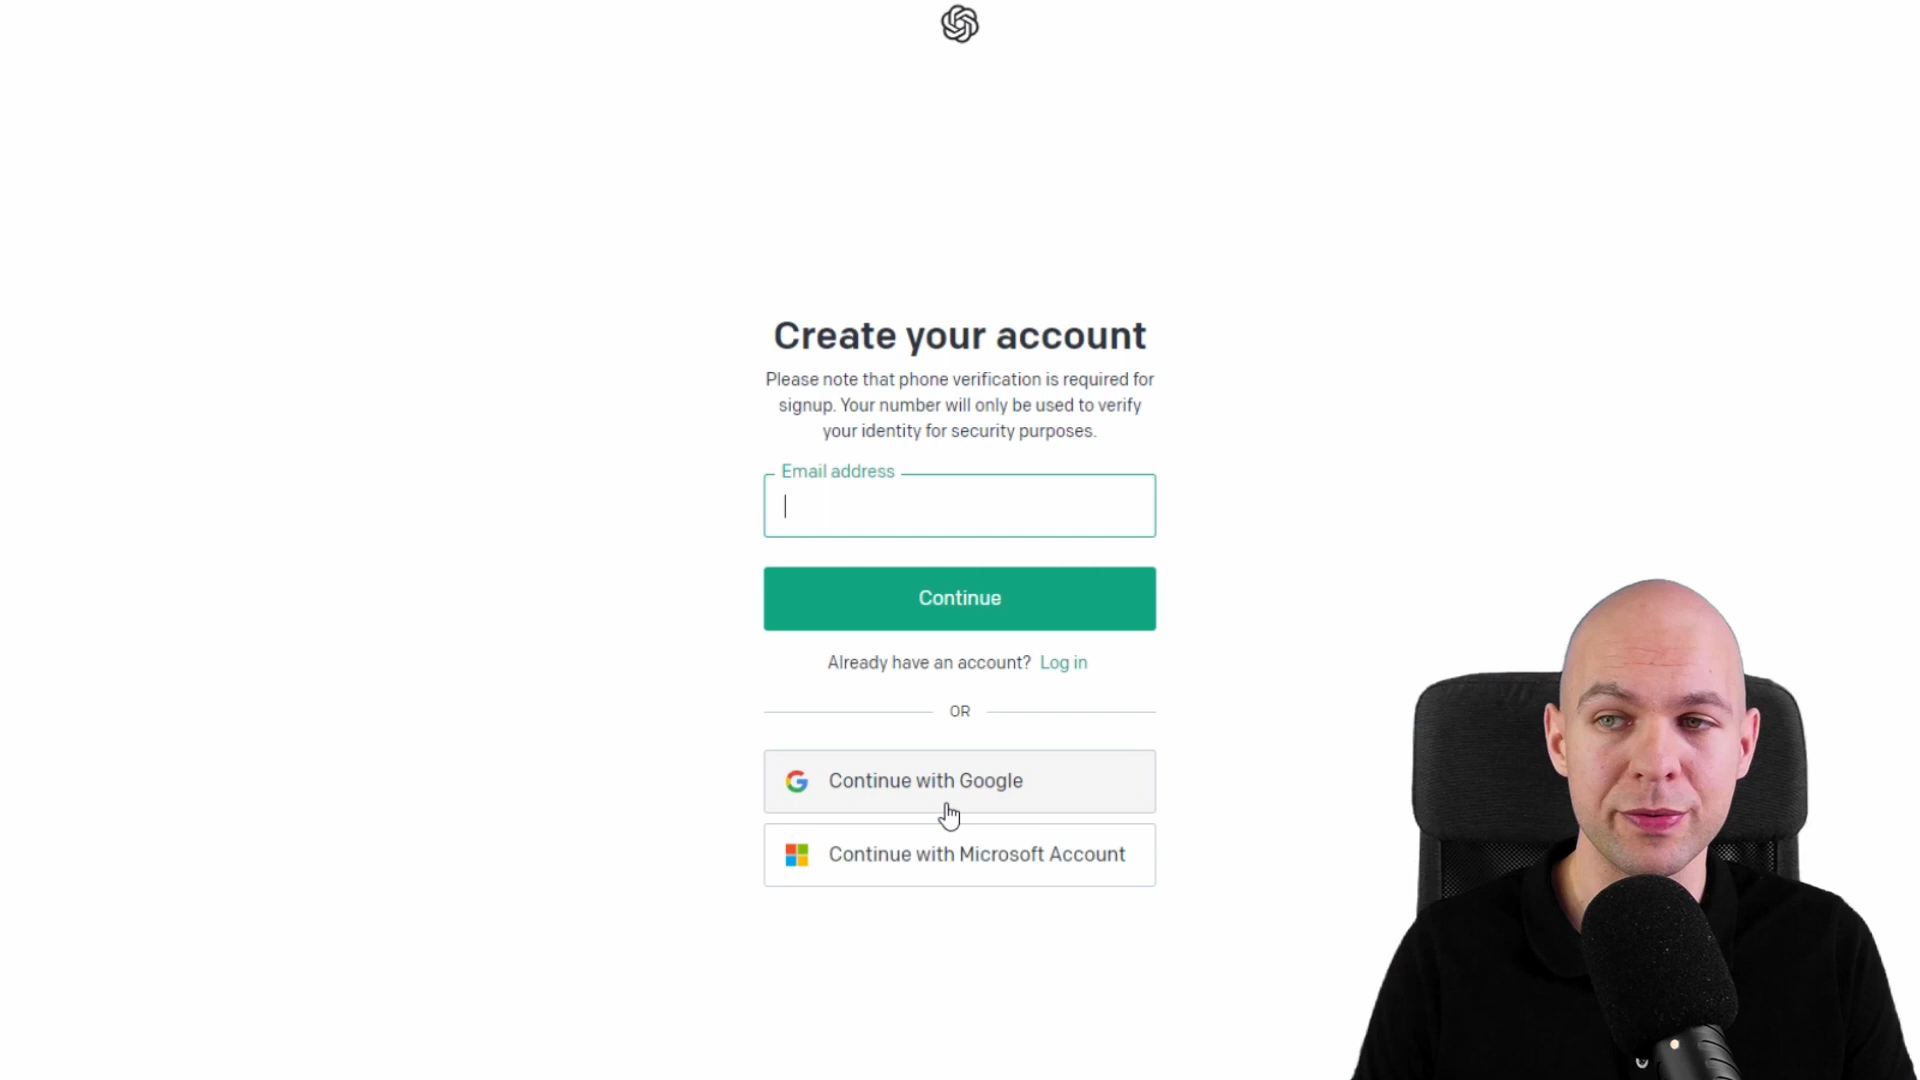 Create your account
Please note that phone verification is required for
signup. Your number will only be used to verify
your identity for security purposes.
Email address
Continue
Already have an account? Log in
OR
Continue with Google
Continue with Microsoft Account